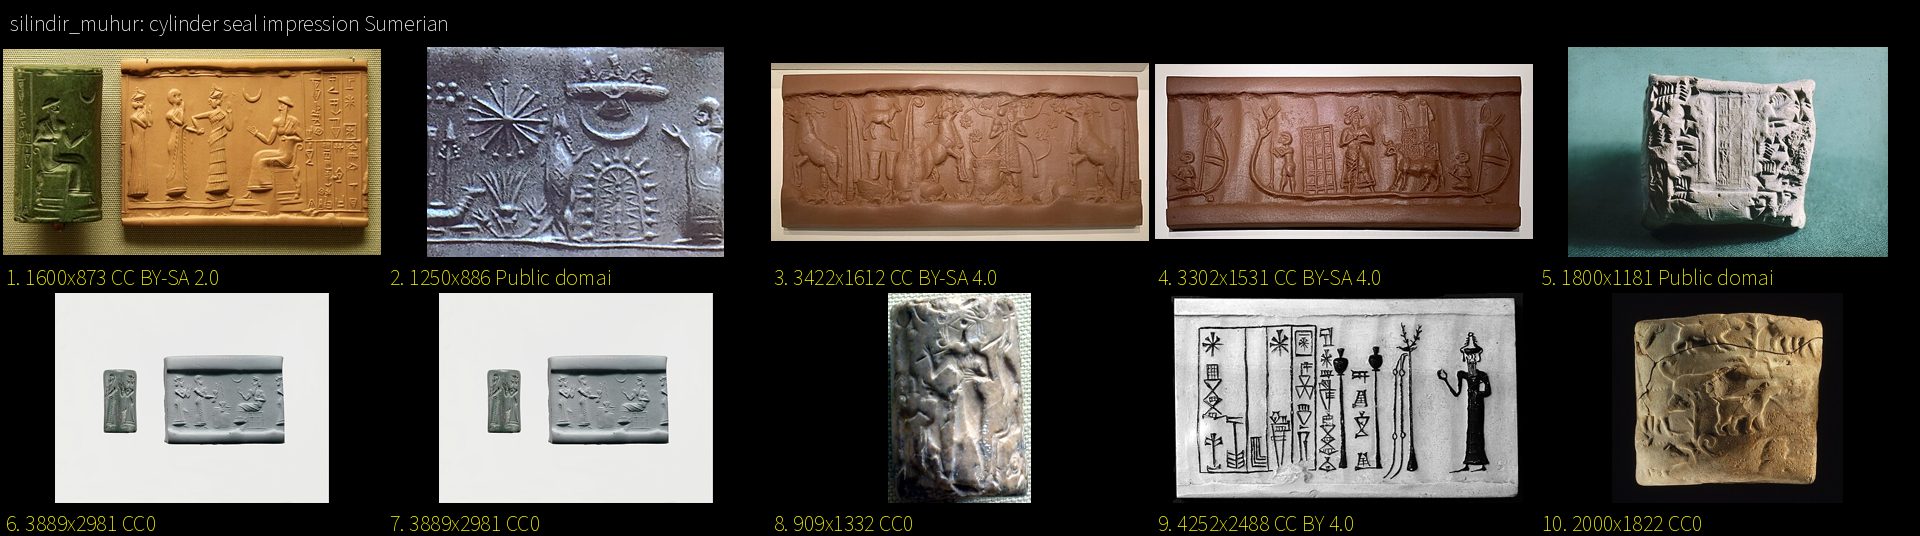 silindir_muhur: cylinder seal impression Sumerian
1. 1600x873 CC BY-SA 2.0
2. 1250x886 Public domai
3. 3422x1612 CC BY-SA 4.0
4. 3302x1531 CC BY-SA 4.0
5. 1800x1181 Public domai
6. 3889x2981 CC0
7. 3889x2981 CC0
8. 909x1332 CC0
9. 4252x2488 CC BY 4.0
10. 2000x1822 CC0